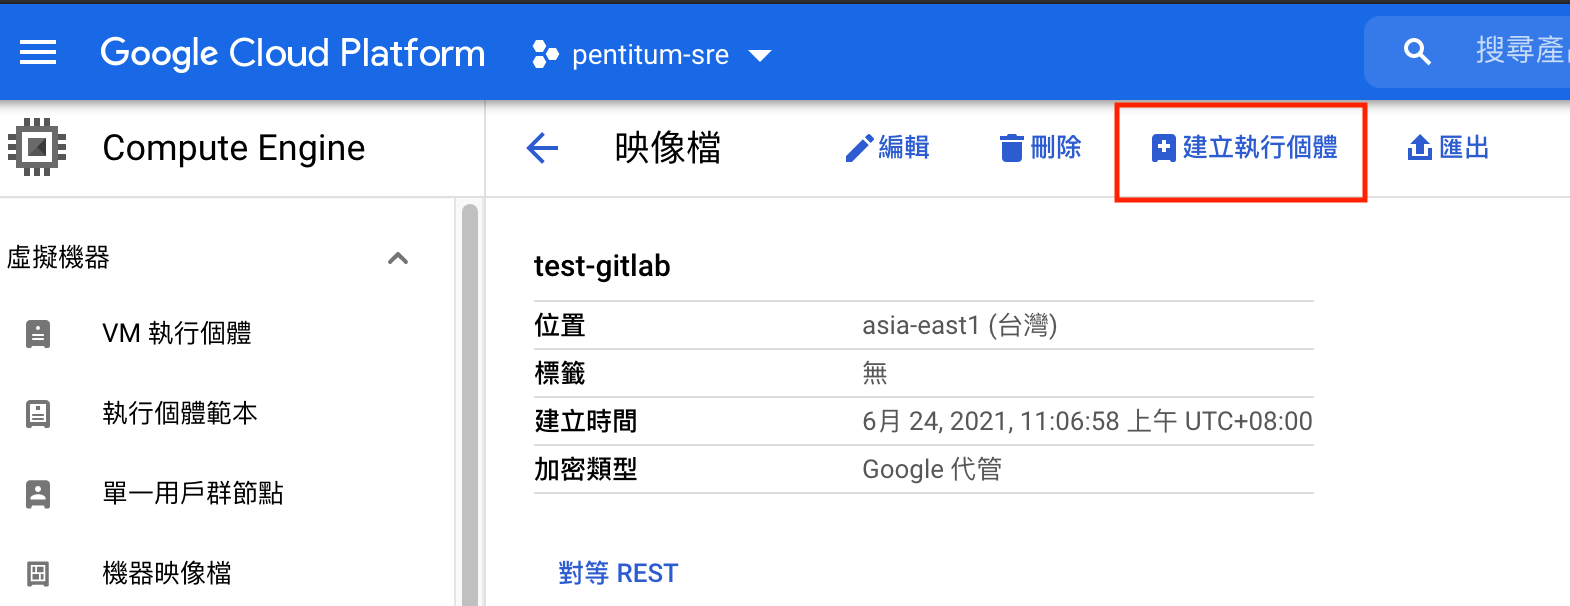 Google Cloud Platform pentitum-sre 搜尋產
Compute Engine 映像檔 編輯 刪除 建立執行個體 匯出
虛擬機器
VM 執行個體
執行個體範本
單一用戶群節點
機器映像檔
test-gitlab
位置 asia-east1 (台灣)
標籤 無
建立時間 6月 24, 2021, 11:06:58 上午 UTC+08:00
加密類型 Google 代管
對等 REST